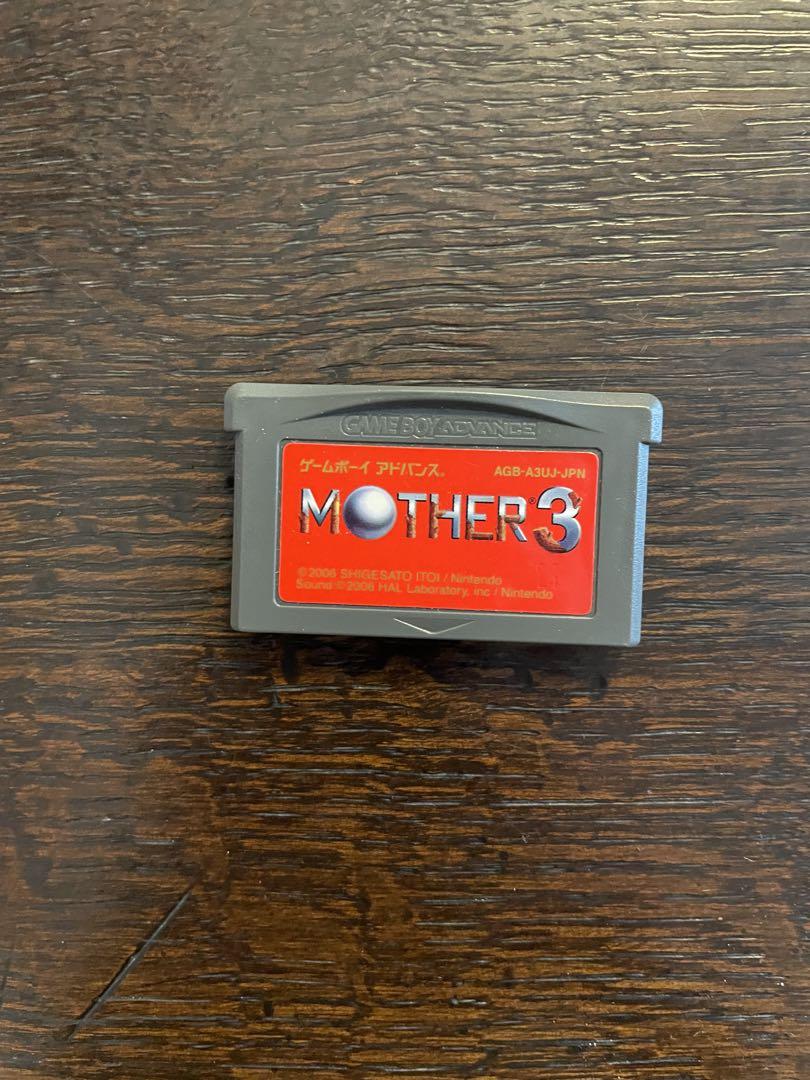 GAME BOY ADVANCE
ゲームボーイ アドバンス® AGB-A3UJ-JPN
MOTHER®3
©2006 SHIGESATO ITOI / Nintendo
Sound:©2006 HAL Laboratory, inc / Nintendo